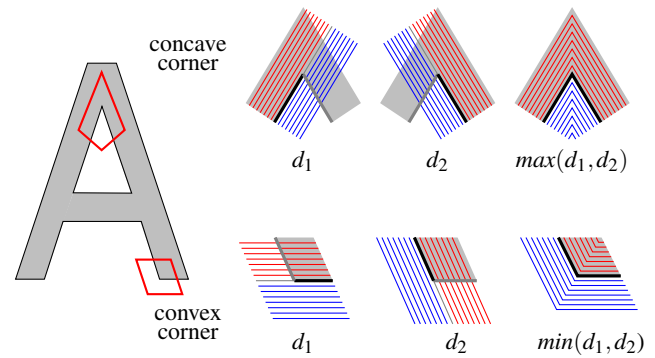 concave
corner
d1
d2
max(d1,d2)
convex
corner
d1
d2
min(d1,d2)